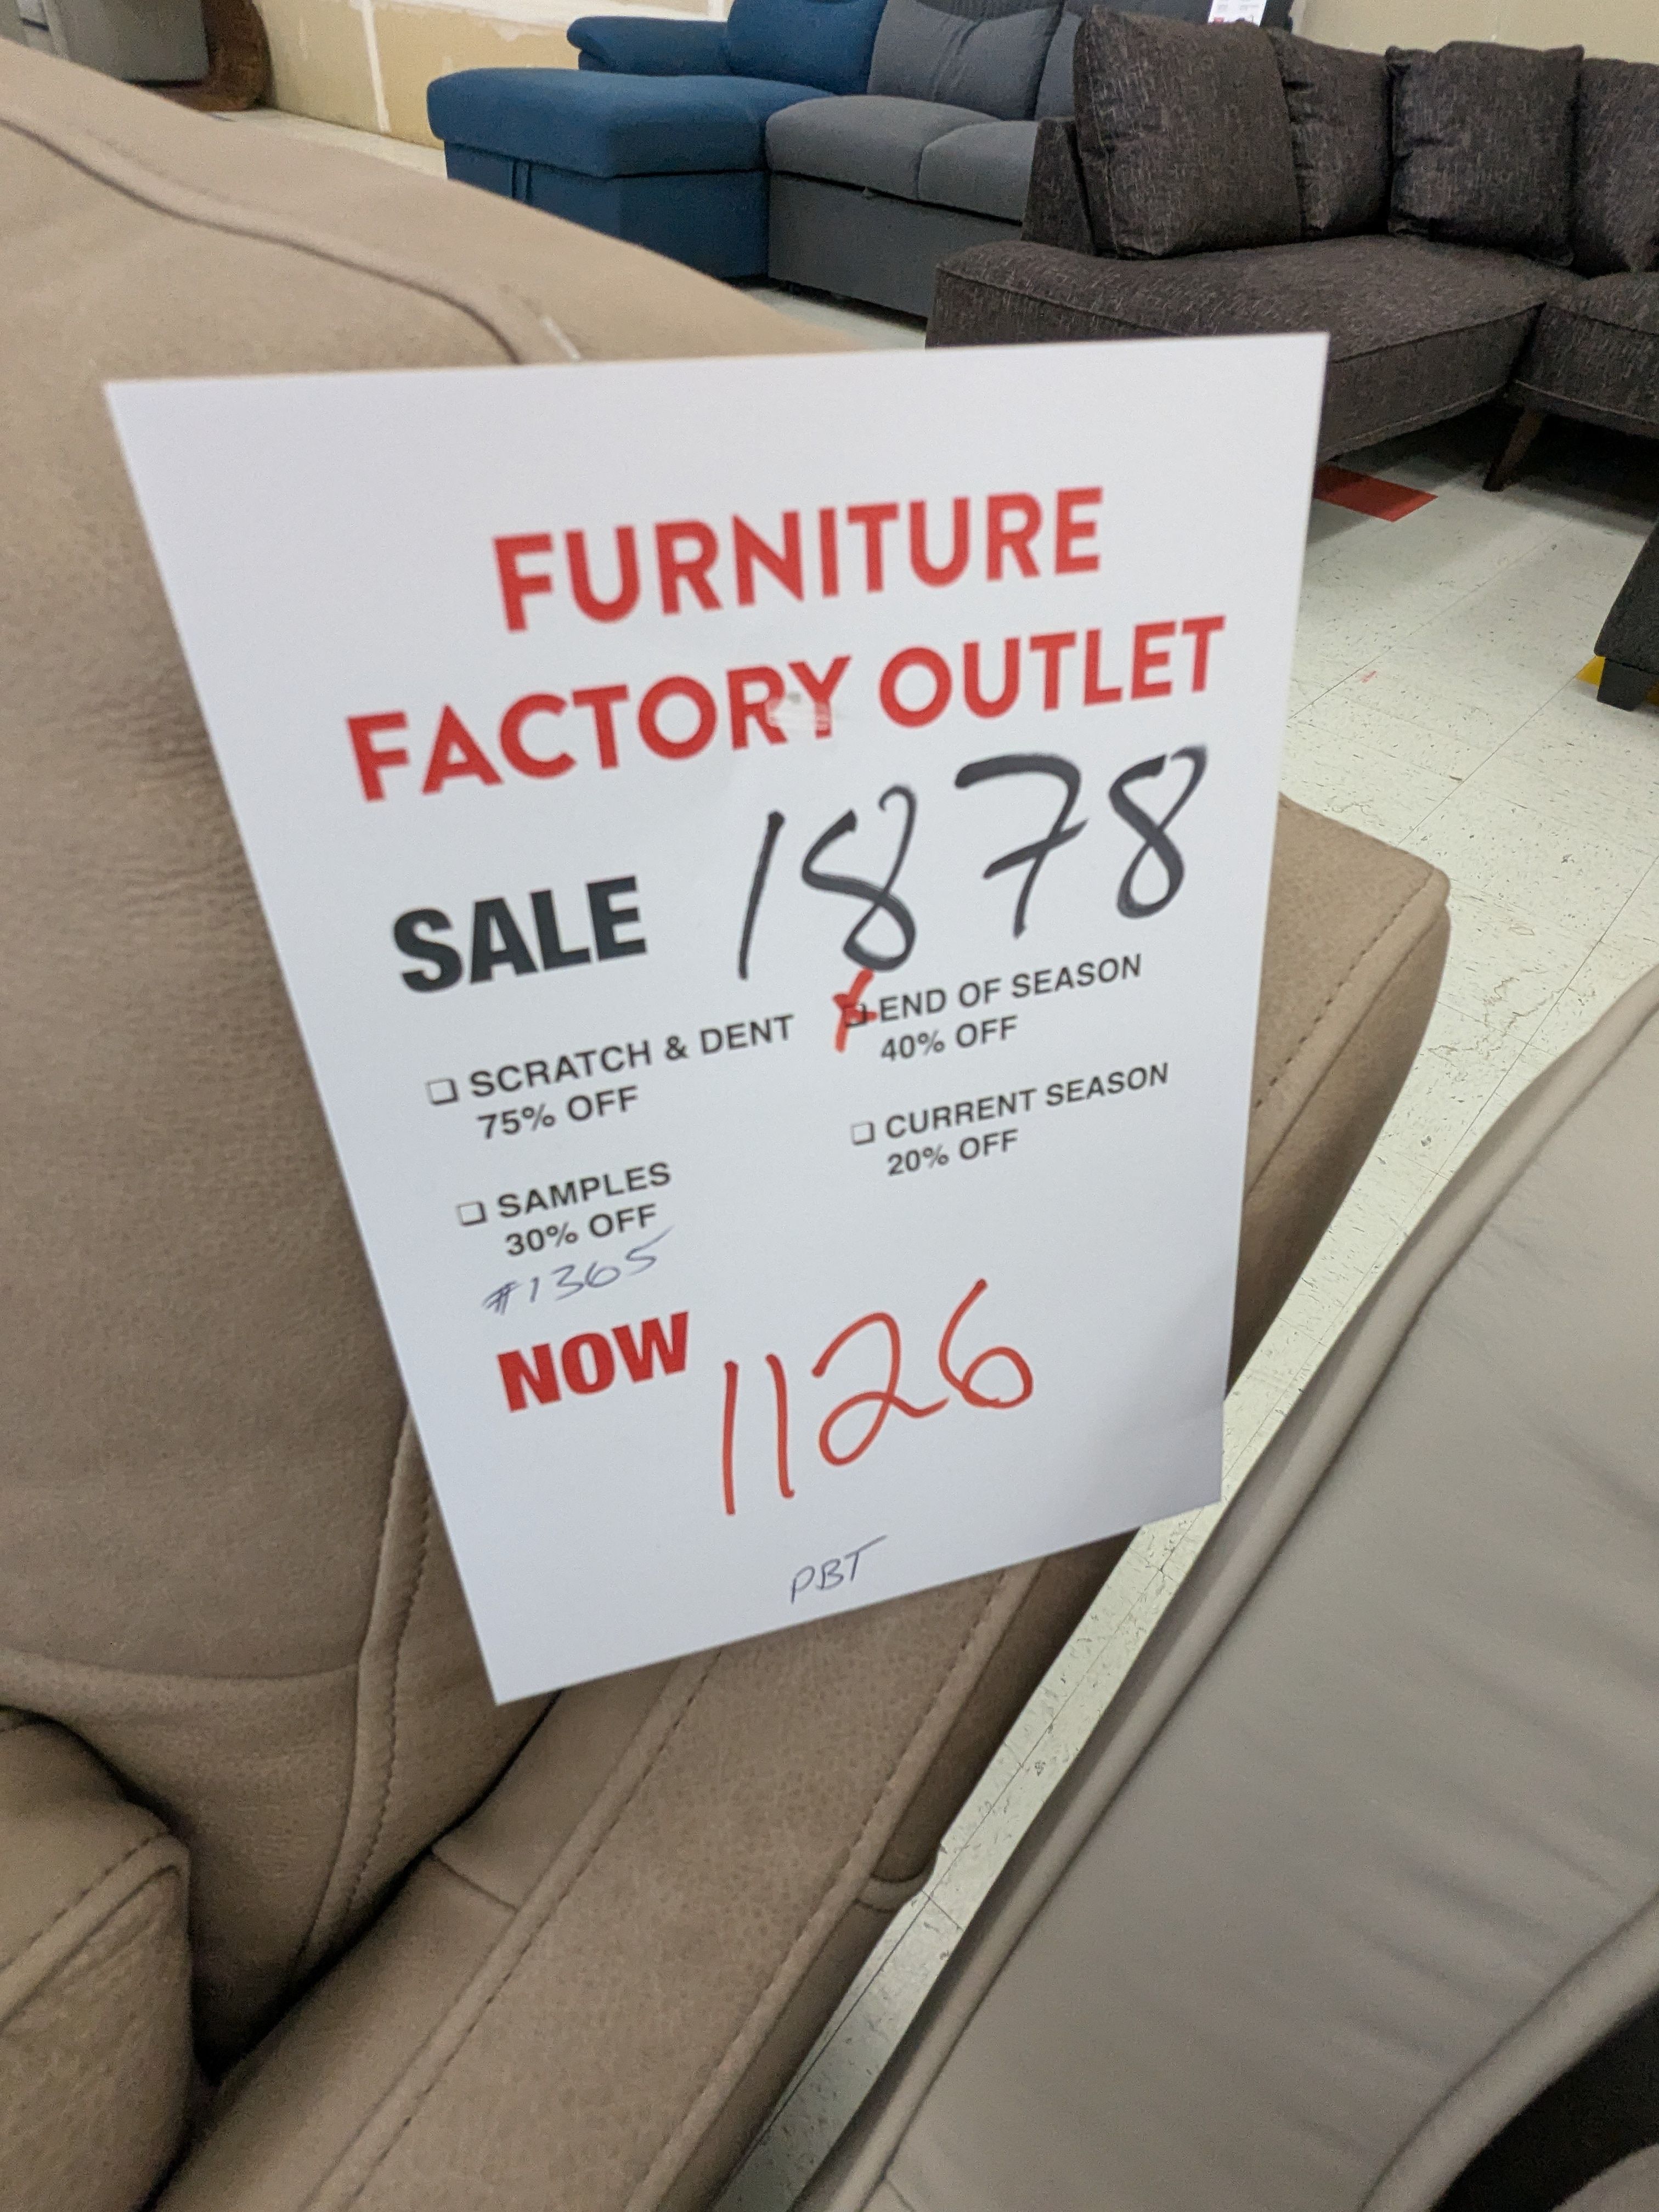 FURNITURE
FACTORY OUTLET
SALE 1878
❏ SCRATCH & DENT
75% OFF
❏ END OF SEASON
40% OFF
❏ SAMPLES
30% OFF
❏ CURRENT SEASON
20% OFF
#1365
NOW 1126
PBT